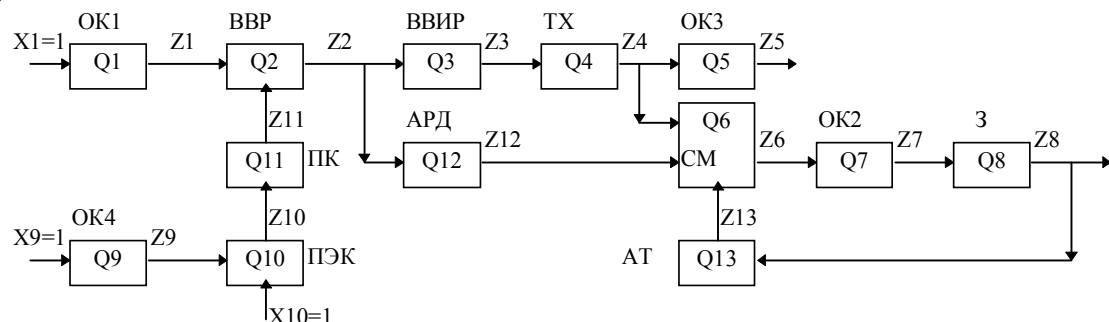 ОК1 ВВР ВВИР ТХ ОК3
X1=1 Z1 Z2 Z3 Z4 Z5
Q1 Q2 Q3 Q4 Q5
Z11 АРД Q6 ОК2 З
Z12 Z6 Z7 Z8
Q11 ПК Q12 СМ Q7 Q8
ОК4 Z10 Z13
X9=1 Z9
Q9 Q10 ПЭК АТ Q13
X10=1